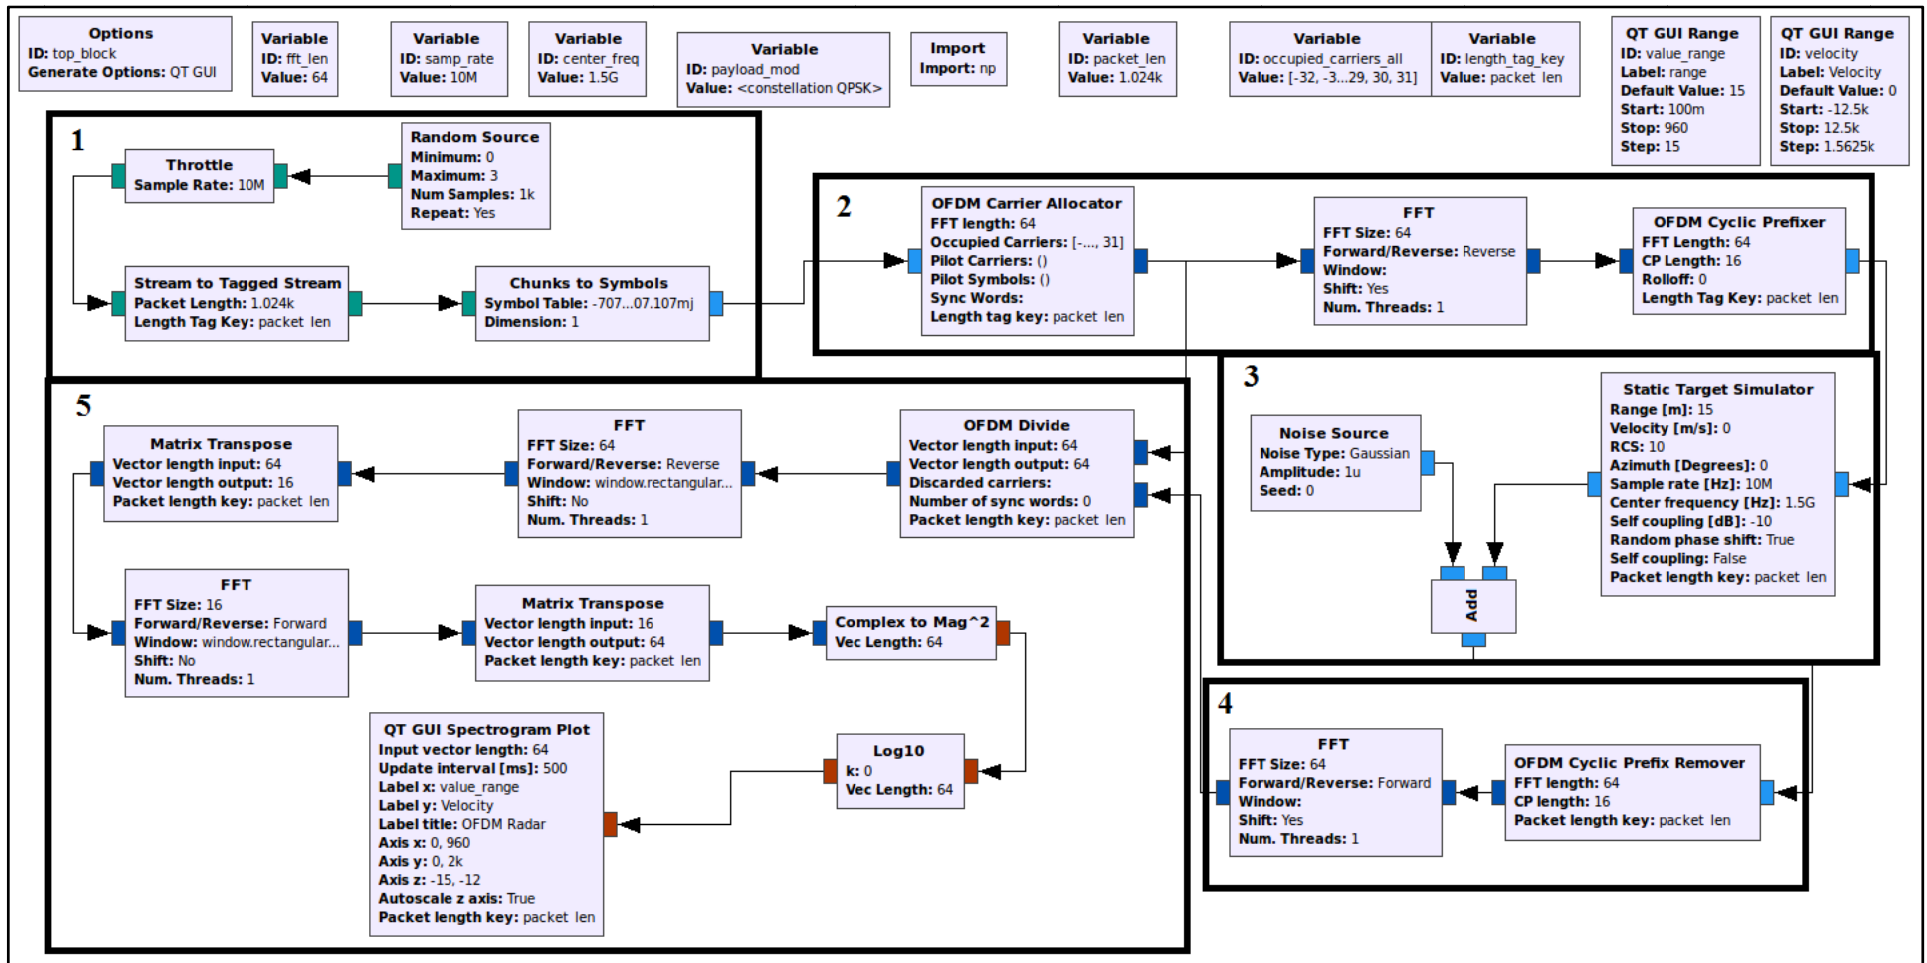 Options
ID: top_block
Generate Options: QT GUI
Variable
ID: fft_len
Value: 64
Variable
ID: samp_rate
Value: 10M
Variable
ID: center_freq
Value: 1.5G
Variable
ID: payload_mod
Value: <constellation QPSK>
Import
Import: np
Variable
ID: packet_len
Value: 1.024k
Variable
ID: occupied_carriers_all
Value: [-32, -3...29, 30, 31]
Variable
ID: length_tag_key
Value: packet_len
QT GUI Range
ID: value_range
Label: range
Default Value: 15
Start: 100m
Stop: 960
Step: 15
QT GUI Range
ID: velocity
Label: Velocity
Default Value: 0
Start: -12.5k
Stop: 12.5k
Step: 1.5625k
1
Throttle
Sample Rate: 10M
Random Source
Minimum: 0
Maximum: 3
Num Samples: 1k
Repeat: Yes
Stream to Tagged Stream
Packet Length: 1.024k
Length Tag Key: packet_len
Chunks to Symbols
Symbol Table: -707...07.107mj
Dimension: 1
2
OFDM Carrier Allocator
FFT length: 64
Occupied Carriers: [-..., 31]
Pilot Carriers: ()
Pilot Symbols: ()
Sync Words:
Length tag key: packet_len
FFT
FFT Size: 64
Forward/Reverse: Reverse
Window:
Shift: Yes
Num. Threads: 1
OFDM Cyclic Prefixer
FFT Length: 64
CP Length: 16
Rolloff: 0
Length Tag Key: packet_len
3
Noise Source
Noise Type: Gaussian
Amplitude: 1u
Seed: 0
Static Target Simulator
Range [m]: 15
Velocity [m/s]: 0
RCS: 10
Azimuth [Degrees]: 0
Sample rate [Hz]: 10M
Center frequency [Hz]: 1.5G
Self coupling [dB]: -10
Random phase shift: True
Self coupling: False
Packet length key: packet_len
Add
4
FFT
FFT Size: 64
Forward/Reverse: Forward
Window:
Shift: Yes
Num. Threads: 1
OFDM Cyclic Prefix Remover
FFT length: 64
CP length: 16
Packet length key: packet_len
5
Matrix Transpose
Vector length input: 64
Vector length output: 16
Packet length key: packet_len
FFT
FFT Size: 64
Forward/Reverse: Reverse
Window: window.rectangular...
Shift: No
Num. Threads: 1
OFDM Divide
Vector length input: 64
Vector length output: 64
Discarded carriers:
Number of sync words: 0
Packet length key: packet_len
FFT
FFT Size: 16
Forward/Reverse: Forward
Window: window.rectangular...
Shift: No
Num. Threads: 1
Matrix Transpose
Vector length input: 16
Vector length output: 64
Packet length key: packet_len
Complex to Mag^2
Vec Length: 64
QT GUI Spectrogram Plot
Input vector length: 64
Update interval [ms]: 500
Label x: value_range
Label y: Velocity
Label title: OFDM Radar
Axis x: 0, 960
Axis y: 0, 2k
Axis z: -15, -12
Autoscale z axis: True
Packet length key: packet_len
Log10
k: 0
Vec Length: 64